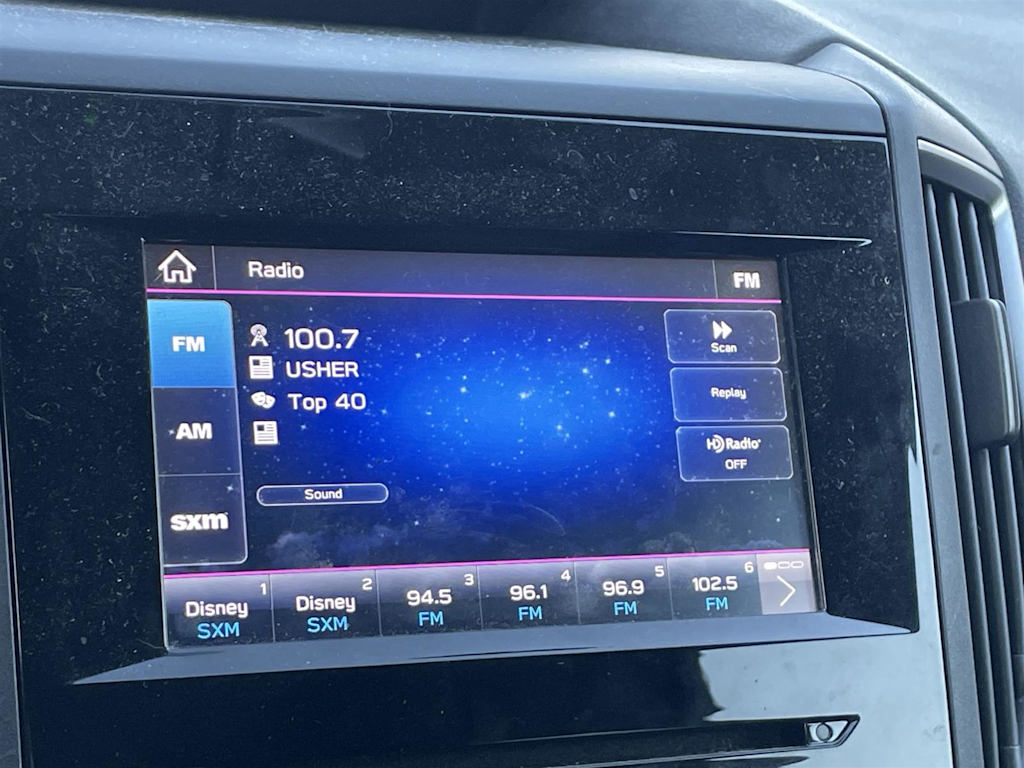 Radio
FM
FM
AM
sxm
100.7
USHER
Top 40
Sound
Scan
Replay
HD Radio
OFF
1
Disney
SXM
2
Disney
SXM
3
94.5
FM
4
96.1
FM
5
96.9
FM
6
102.5
FM